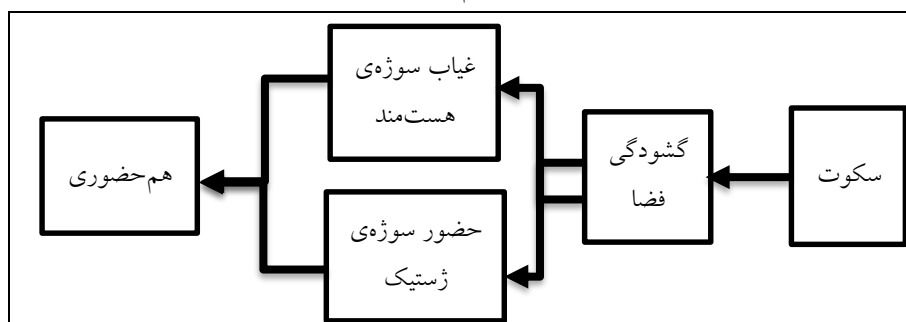 سکوت
گشودگی
فضا
غیاب سوژه‌ی
هست‌مند
حضور سوژه‌ی
ژستیک
هم‌حضوری